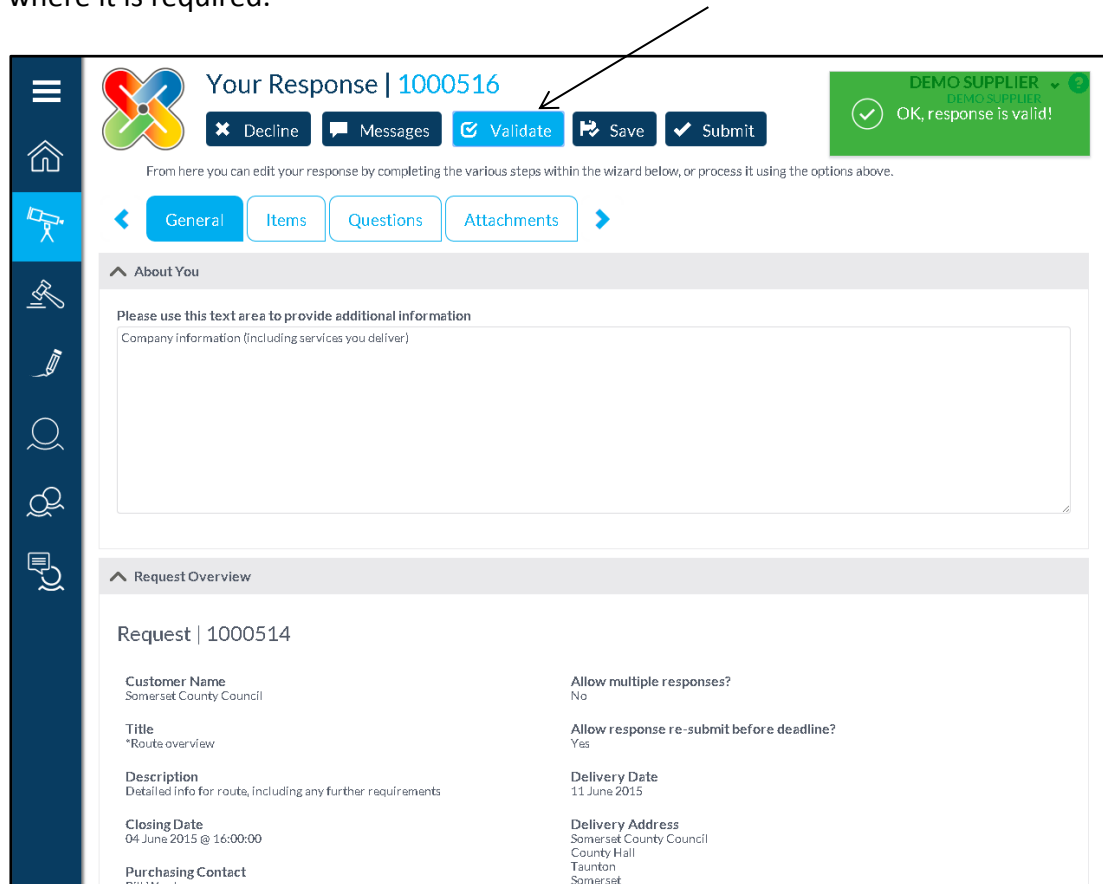 where it is required.
Your Response | 1000516
DEMO SUPPLIER
DEMO SUPPLIER
OK, response is valid!
Decline Messages Validate Save Submit
From here you can edit your response by completing the various steps within the wizard below, or process it using the options above.
General Items Questions Attachments
About You
Please use this text area to provide additional information
Company information (including services you deliver)
Request Overview
Request | 1000514
Customer Name
Somerset County Council
Title
*Route overview
Description
Detailed info for route, including any further requirements
Closing Date
04 June 2015 @ 16:00:00
Purchasing Contact
Allow multiple responses?
No
Allow response re-submit before deadline?
Yes
Delivery Date
11 June 2015
Delivery Address
Somerset County Council
County Hall
Taunton
Somerset